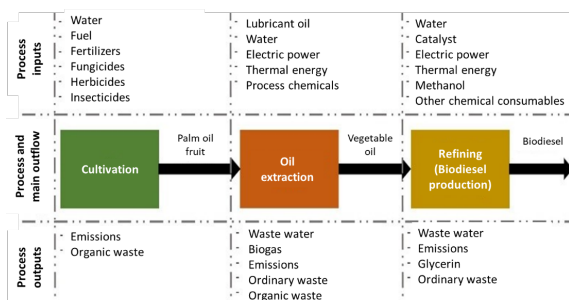 Process
inputs
- Water
- Fuel
- Fertilizers
- Fungicides
- Herbicides
- Insecticides
- Lubricant oil
- Water
- Electric power
- Thermal energy
- Process chemicals
- Water
- Catalyst
- Electric power
- Thermal energy
- Methanol
- Other chemical consumables
Process and
main outflow
Cultivation
Palm oil
fruit
Oil
extraction
Vegetable
oil
Refining
(Biodiesel
production)
Biodiesel
Process
outputs
- Emissions
- Organic waste
- Waste water
- Biogas
- Emissions
- Ordinary waste
- Organic waste
- Waste water
- Emissions
- Glycerin
- Ordinary waste